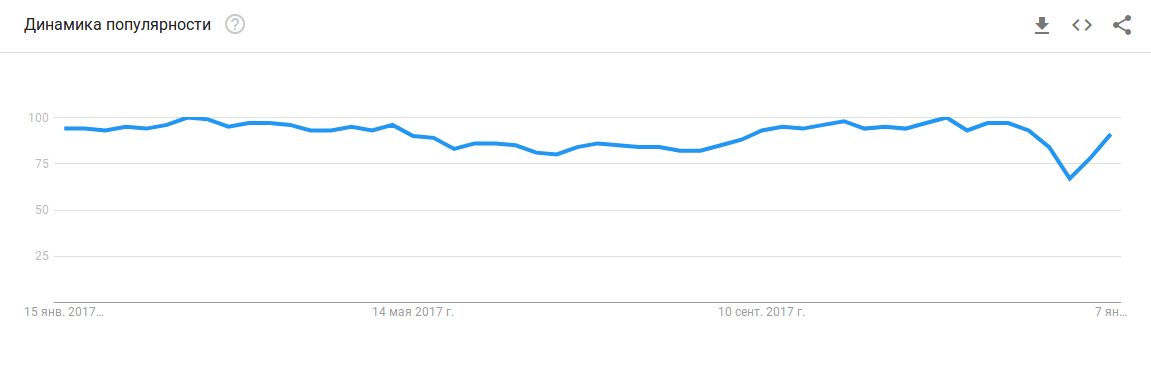 Динамика популярности ?
100
75
50
25
15 янв. 2017…
14 мая 2017 г.
10 сент. 2017 г.
7 ян…